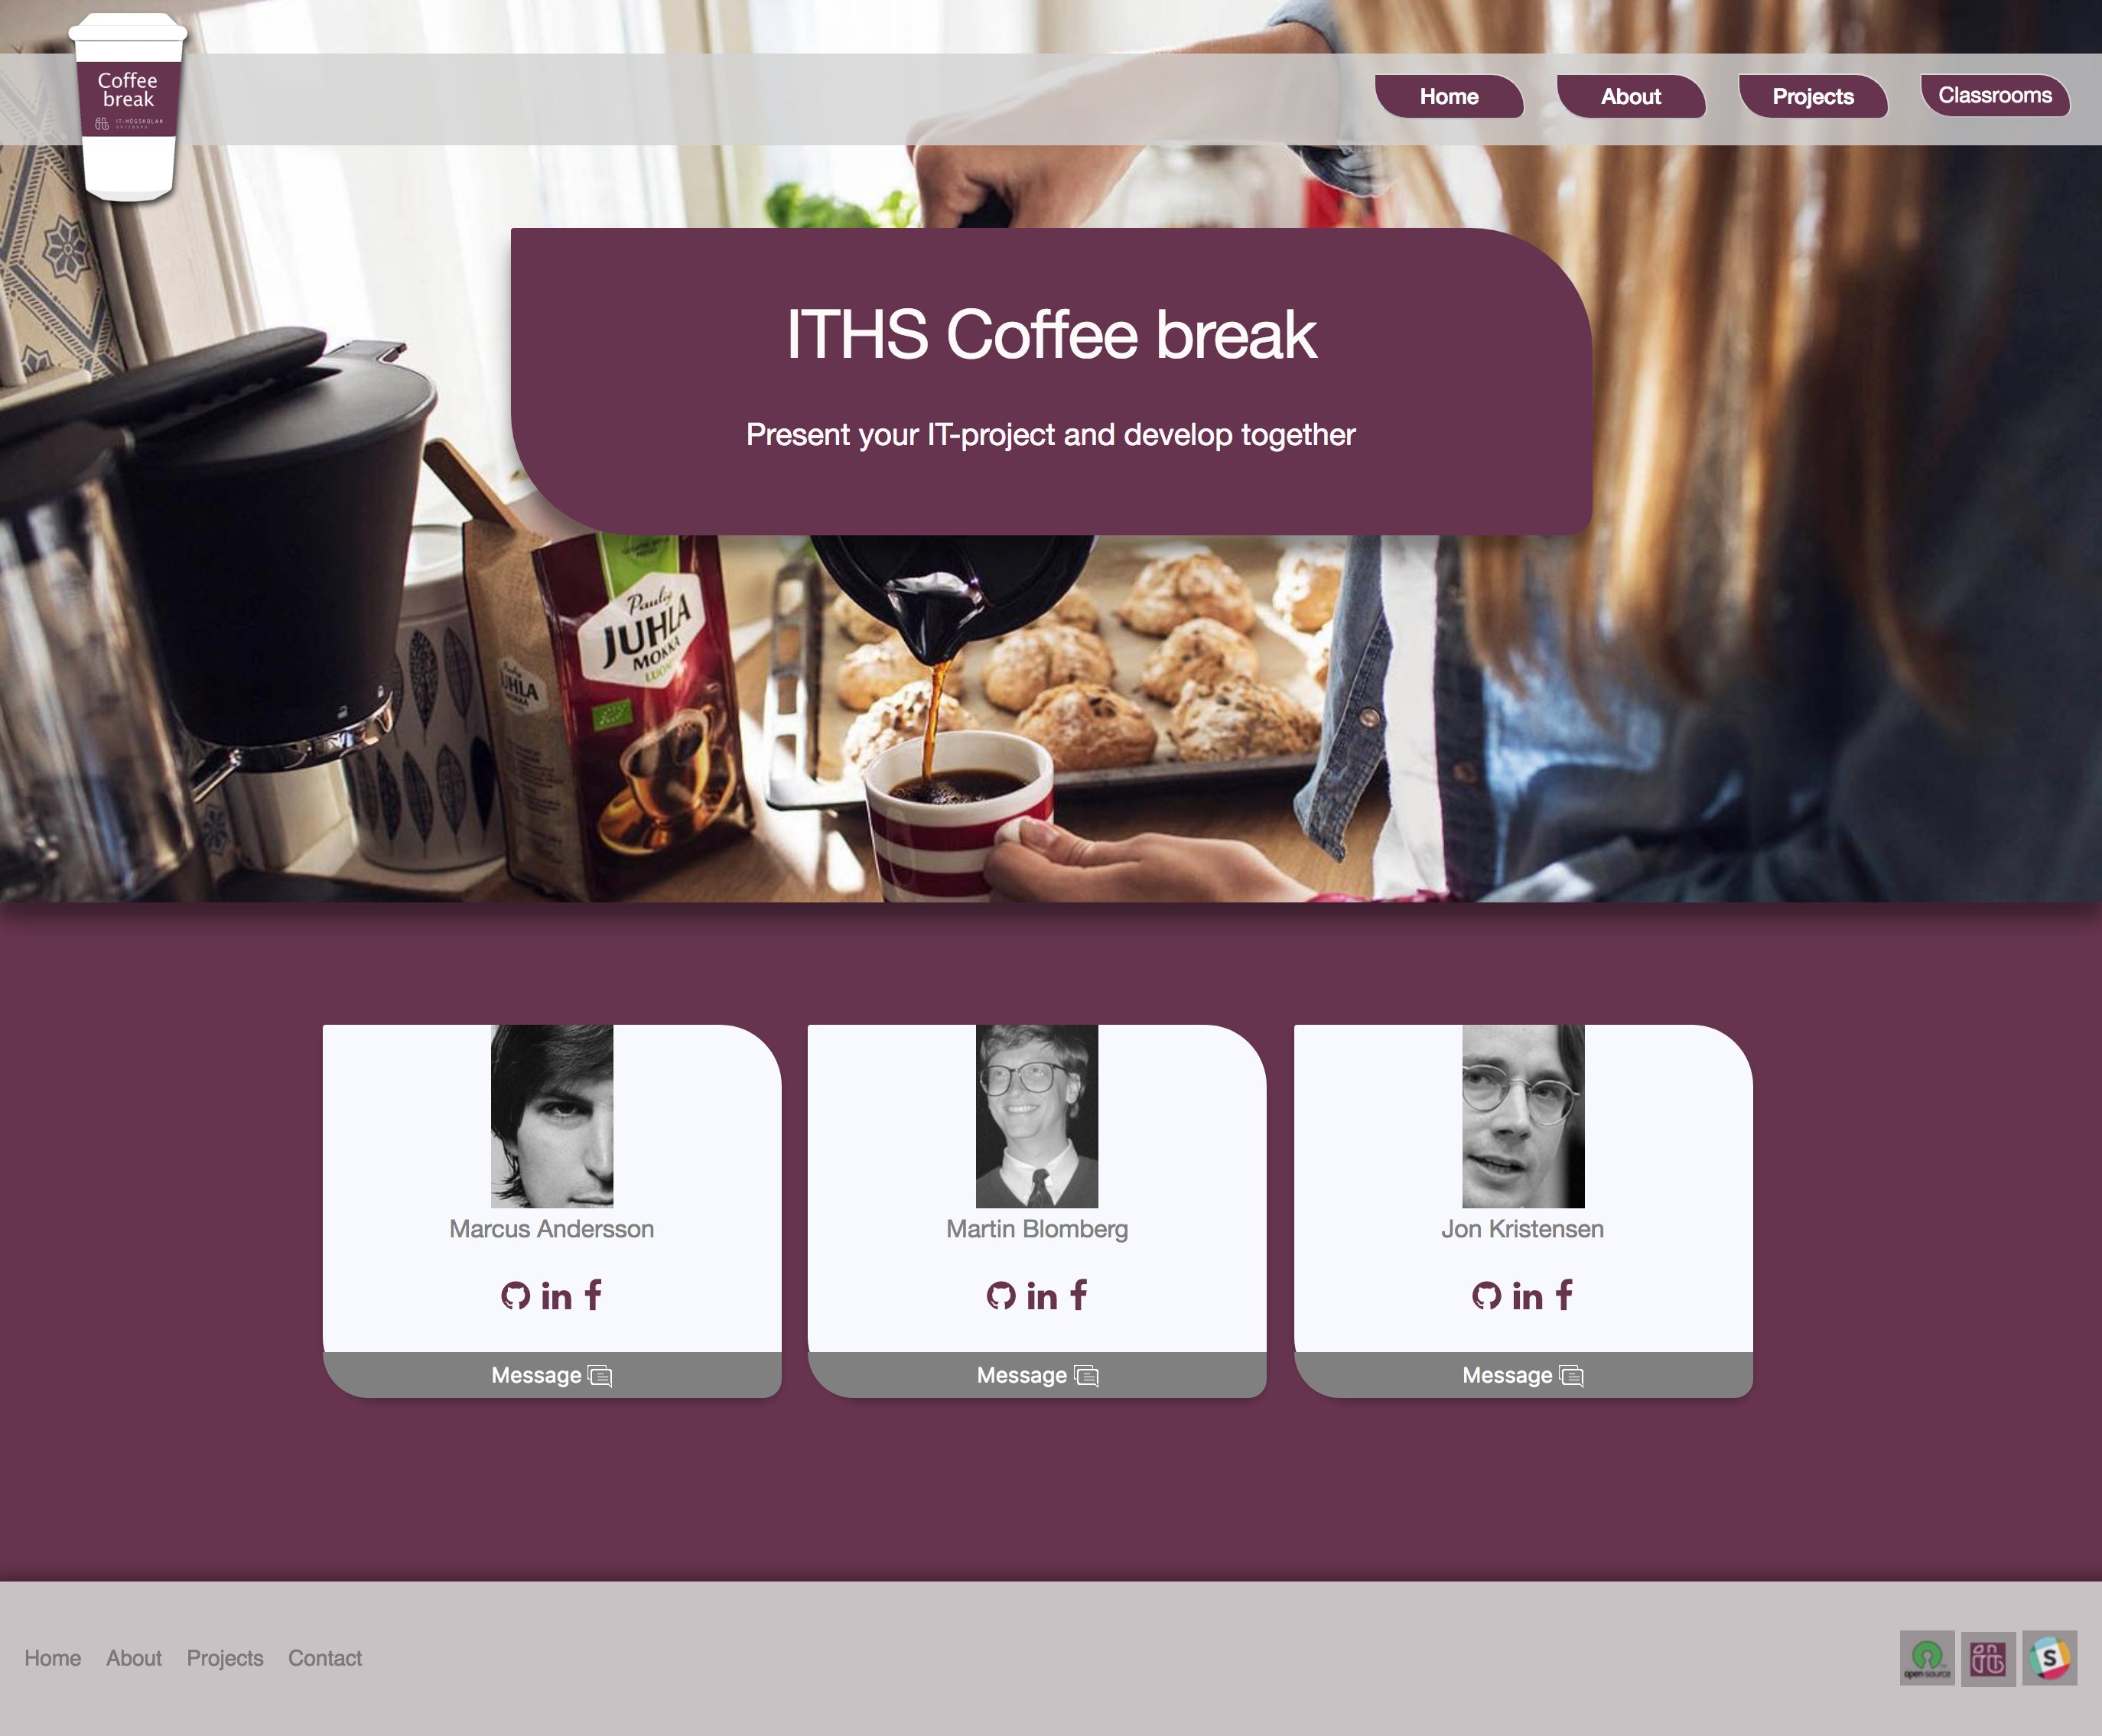 Coffee
break
IT-HÖGSKOLAN
GÖTEBORG
Home
About
Projects
Classrooms
ITHS Coffee break
Present your IT-project and develop together
Paulig
JUHLA
MOKKA
JUHLA
Marcus Andersson
Martin Blomberg
Jon Kristensen
in f
in f
in f
Message
Message
Message
Home About Projects Contact
open source
S